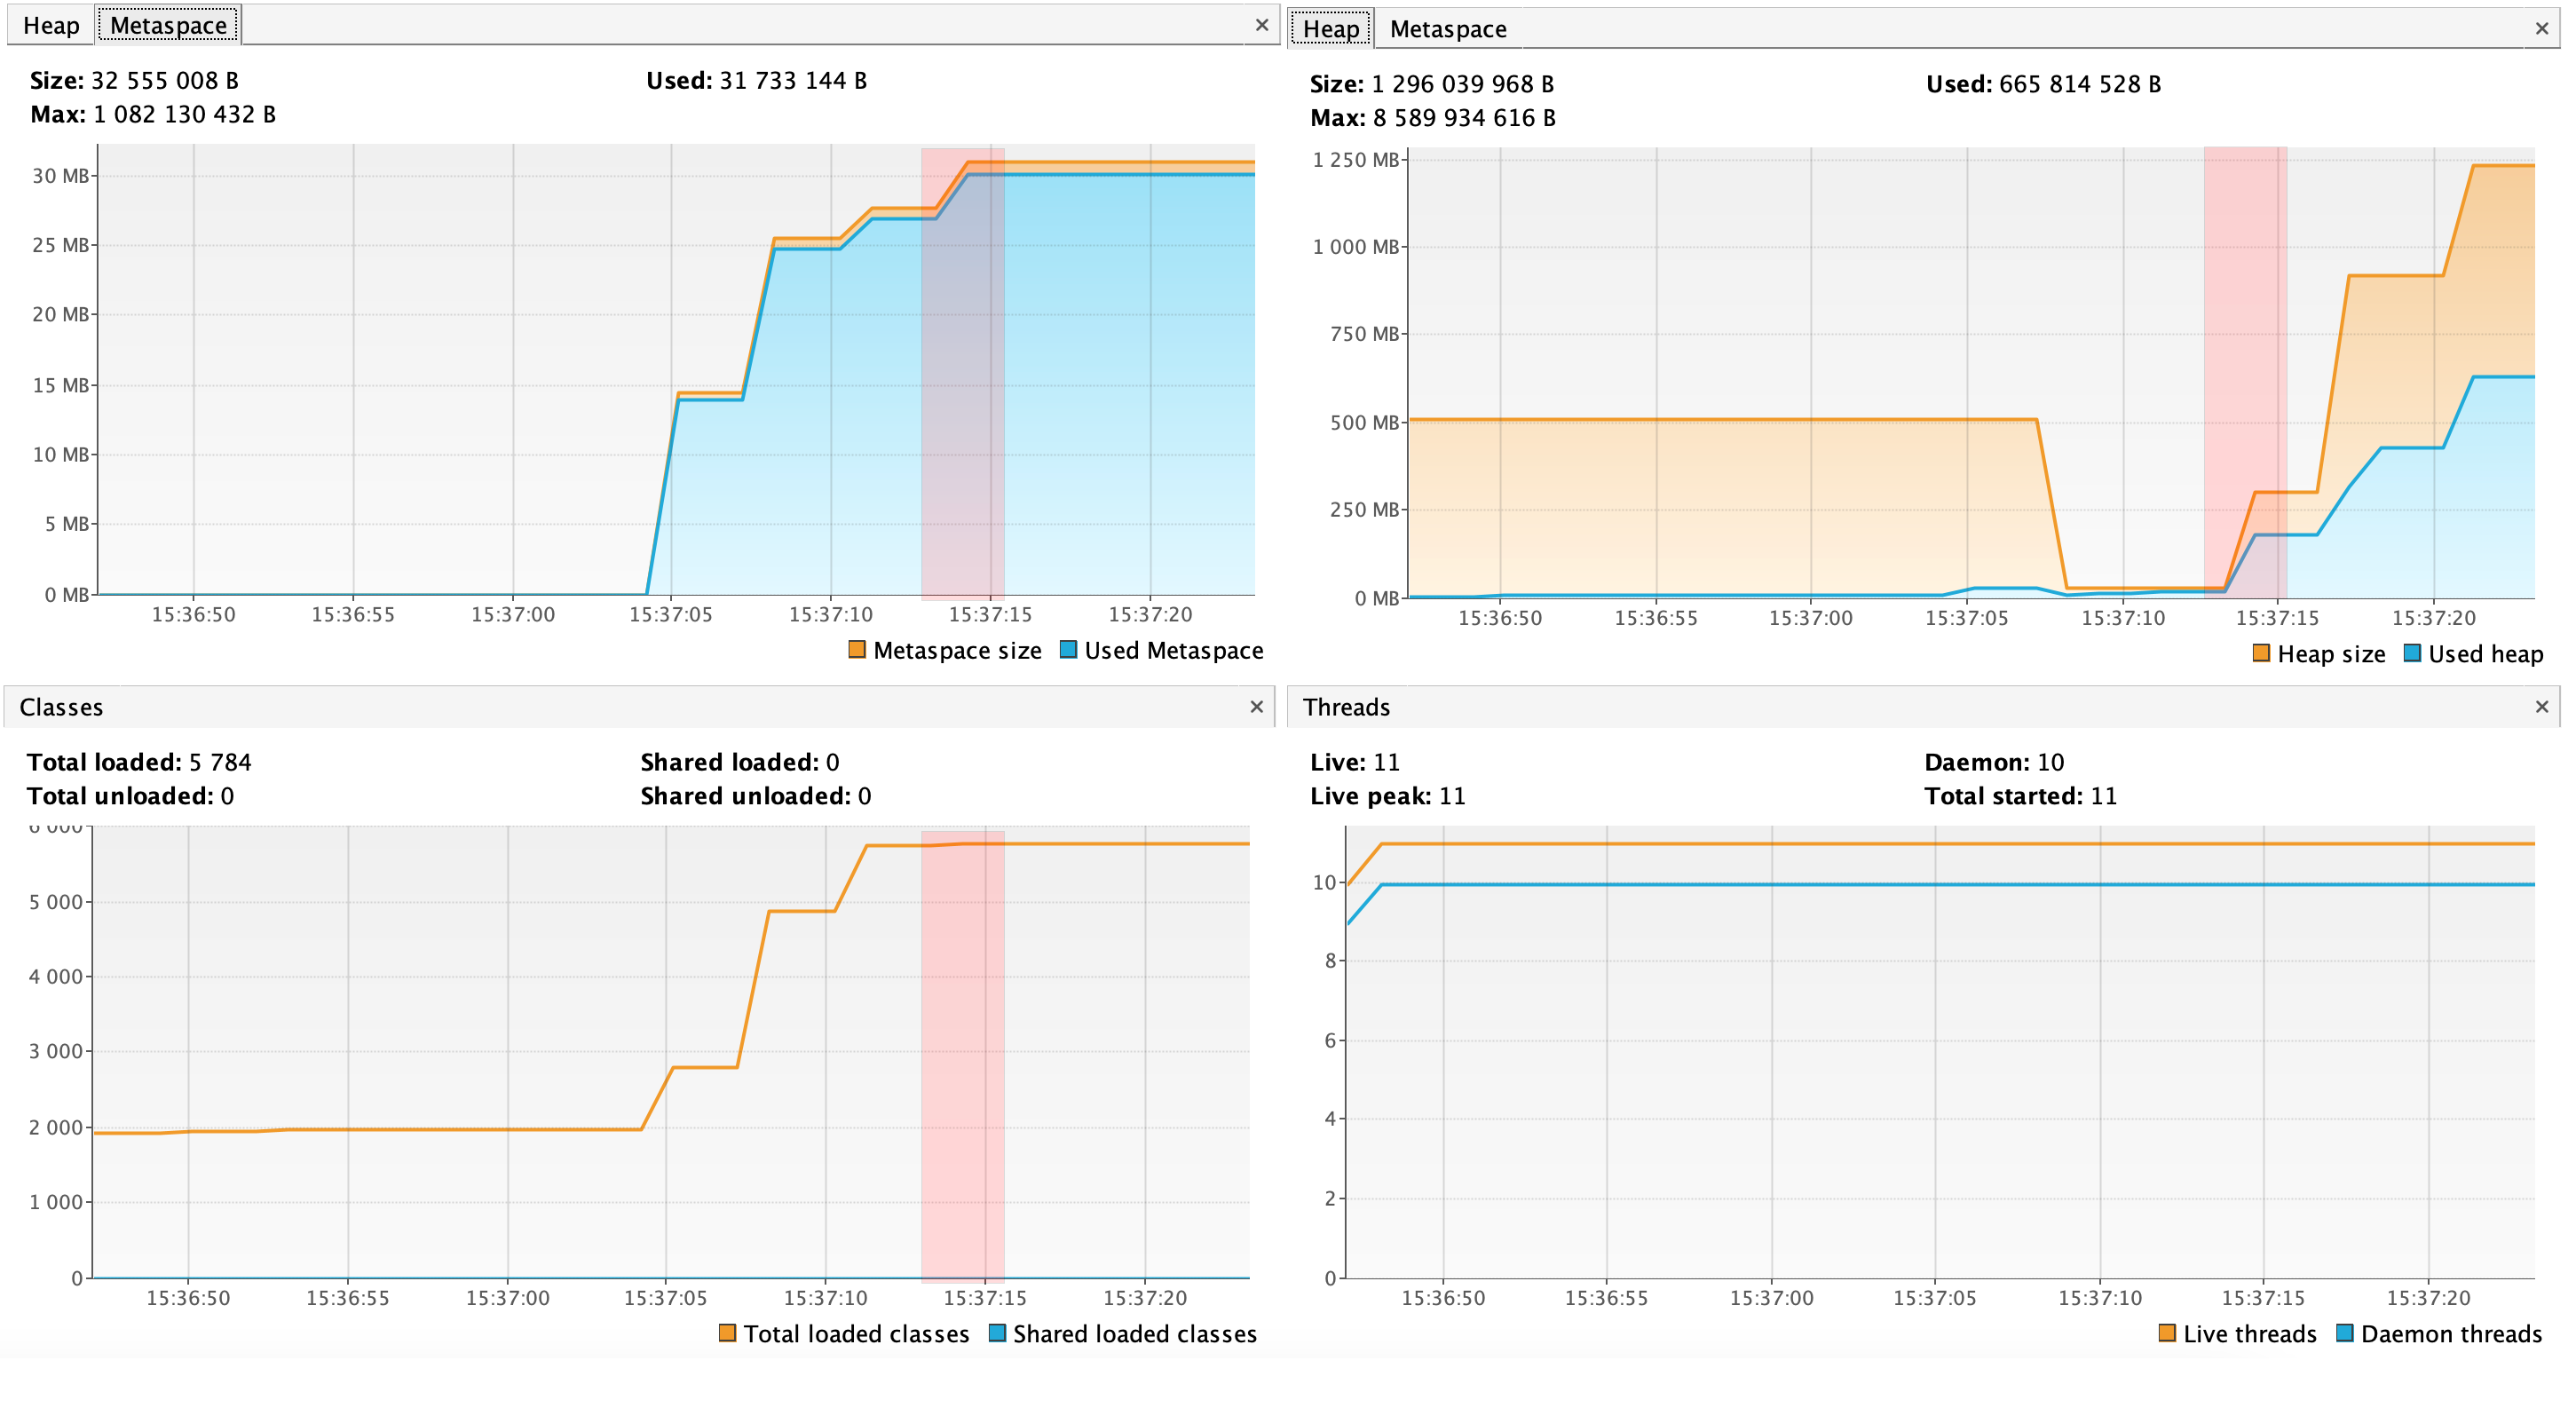 Heap Metaspace ×
Size: 32 555 008 B Used: 31 733 144 B
Max: 1 082 130 432 B
30 MB
25 MB
20 MB
15 MB
10 MB
5 MB
0 MB
15:36:50 15:36:55 15:37:00 15:37:05 15:37:10 15:37:15 15:37:20
Metaspace size Used Metaspace
Heap Metaspace ×
Size: 1 296 039 968 B Used: 665 814 528 B
Max: 8 589 934 616 B
1 250 MB
1 000 MB
750 MB
500 MB
250 MB
0 MB
15:36:50 15:36:55 15:37:00 15:37:05 15:37:10 15:37:15 15:37:20
Heap size Used heap
Classes ×
Total loaded: 5 784 Shared loaded: 0
Total unloaded: 0 Shared unloaded: 0
6 000
5 000
4 000
3 000
2 000
1 000
0
15:36:50 15:36:55 15:37:00 15:37:05 15:37:10 15:37:15 15:37:20
Total loaded classes Shared loaded classes
Threads ×
Live: 11 Daemon: 10
Live peak: 11 Total started: 11
10
8
6
4
2
0
15:36:50 15:36:55 15:37:00 15:37:05 15:37:10 15:37:15 15:37:20
Live threads Daemon threads